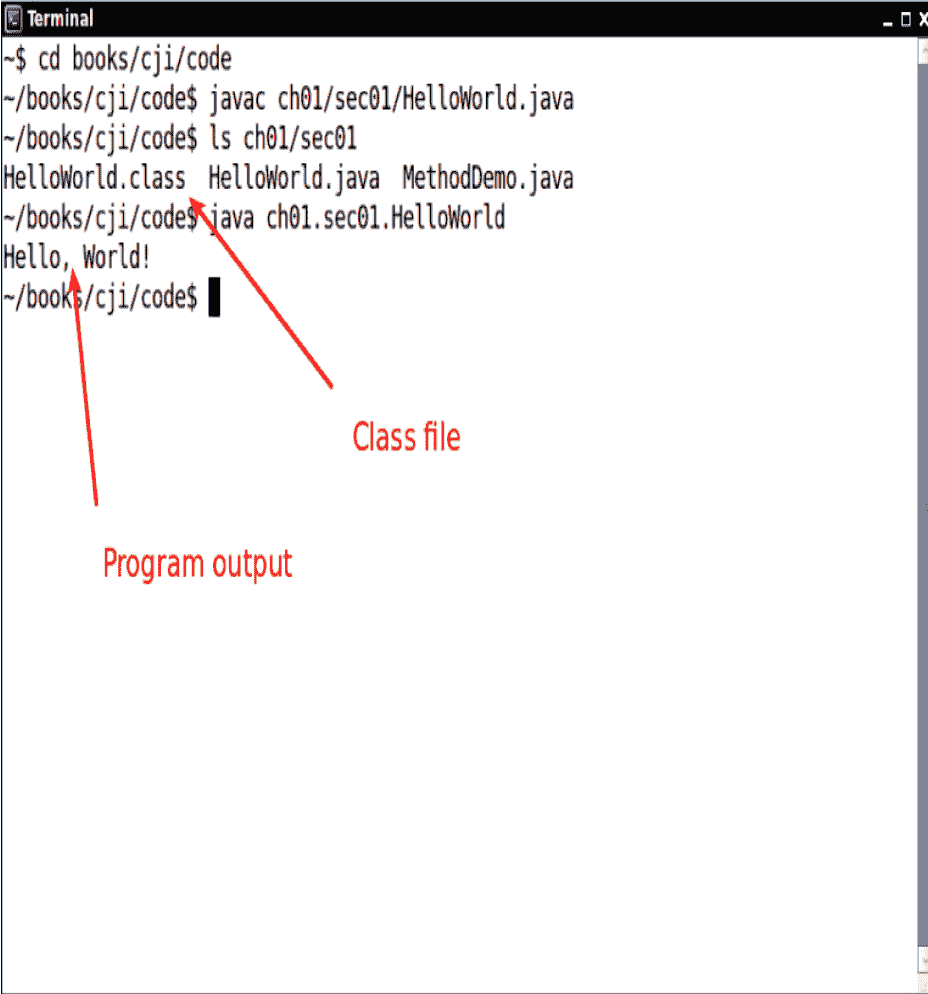 Terminal
~$ cd books/cji/code
~/books/cji/code$ javac ch01/sec01/HelloWorld.java
~/books/cji/code$ ls ch01/sec01
HelloWorld.class  HelloWorld.java  MethodDemo.java
~/books/cji/code$ java ch01.sec01.HelloWorld
Hello, World!
~/books/cji/code$
Class file
Program output